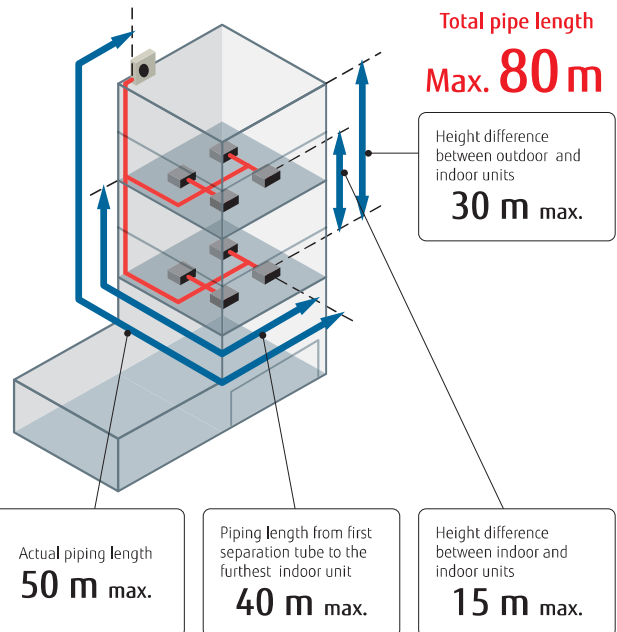 Total pipe length
Max. 80 m
Height difference
between outdoor and
indoor units
30 m max.
Actual piping length
50 m max.
Piping length from first
separation tube to the
furthest indoor unit
40 m max.
Height difference
between indoor and
indoor units
15 m max.